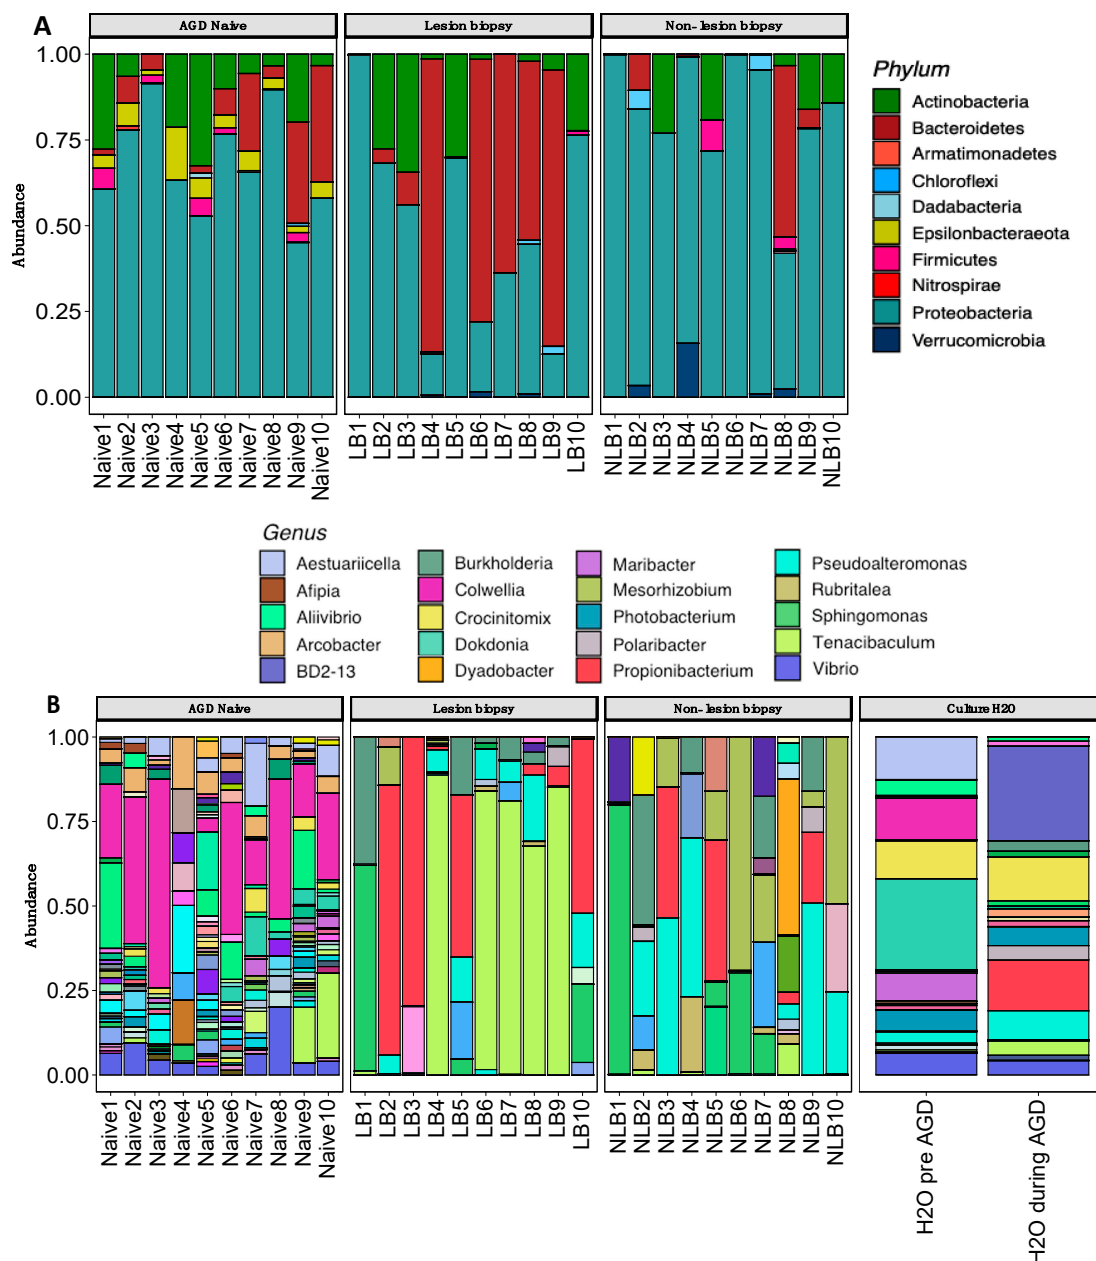 A
AGD Naive
Lesion biopsy
Non-lesion biopsy
1.00
0.75
0.50
0.25
0.00
Abundance
Naive1
Naive2
Naive3
Naive4
Naive5
Naive6
Naive7
Naive8
Naive9
Naive10
LB1
LB2
LB3
LB4
LB5
LB6
LB7
LB8
LB9
LB10
NLB1
NLB2
NLB3
NLB4
NLB5
NLB6
NLB7
NLB8
NLB9
NLB10
Phylum
Actinobacteria
Bacteroidetes
Armatimonadetes
Chloroflexi
Dadabacteria
Epsilonbacteraeota
Firmicutes
Nitrospirae
Proteobacteria
Verrucomicrobia
Genus
Aestuariicella
Afipia
Aliivibrio
Arcobacter
BD2-13
Burkholderia
Colwellia
Crocinitomix
Dokdonia
Dyadobacter
Maribacter
Mesorhizobium
Photobacterium
Polaribacter
Propionibacterium
Pseudoalteromonas
Rubritalea
Sphingomonas
Tenacibaculum
Vibrio
B
AGD Naive
Lesion biopsy
Non-lesion biopsy
Culture H2O
1.00
0.75
0.50
0.25
0.00
Abundance
Naive1
Naive2
Naive3
Naive4
Naive5
Naive6
Naive7
Naive8
Naive9
Naive10
LB1
LB2
LB3
LB4
LB5
LB6
LB7
LB8
LB9
LB10
NLB1
NLB2
NLB3
NLB4
NLB5
NLB6
NLB7
NLB8
NLB9
NLB10
H2O pre AGD
H2O during AGD